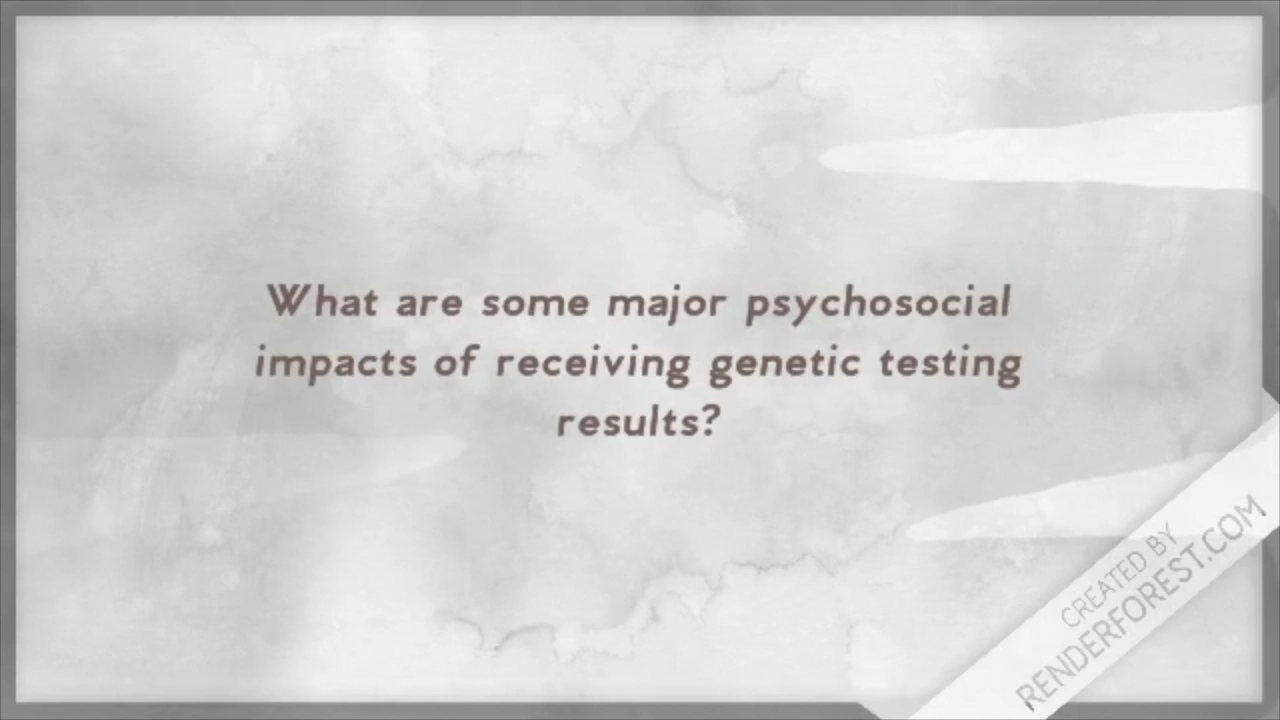 What are some major psychosocial
impacts of receiving genetic testing
results?
CREATED BY
RENDERFOREST.COM